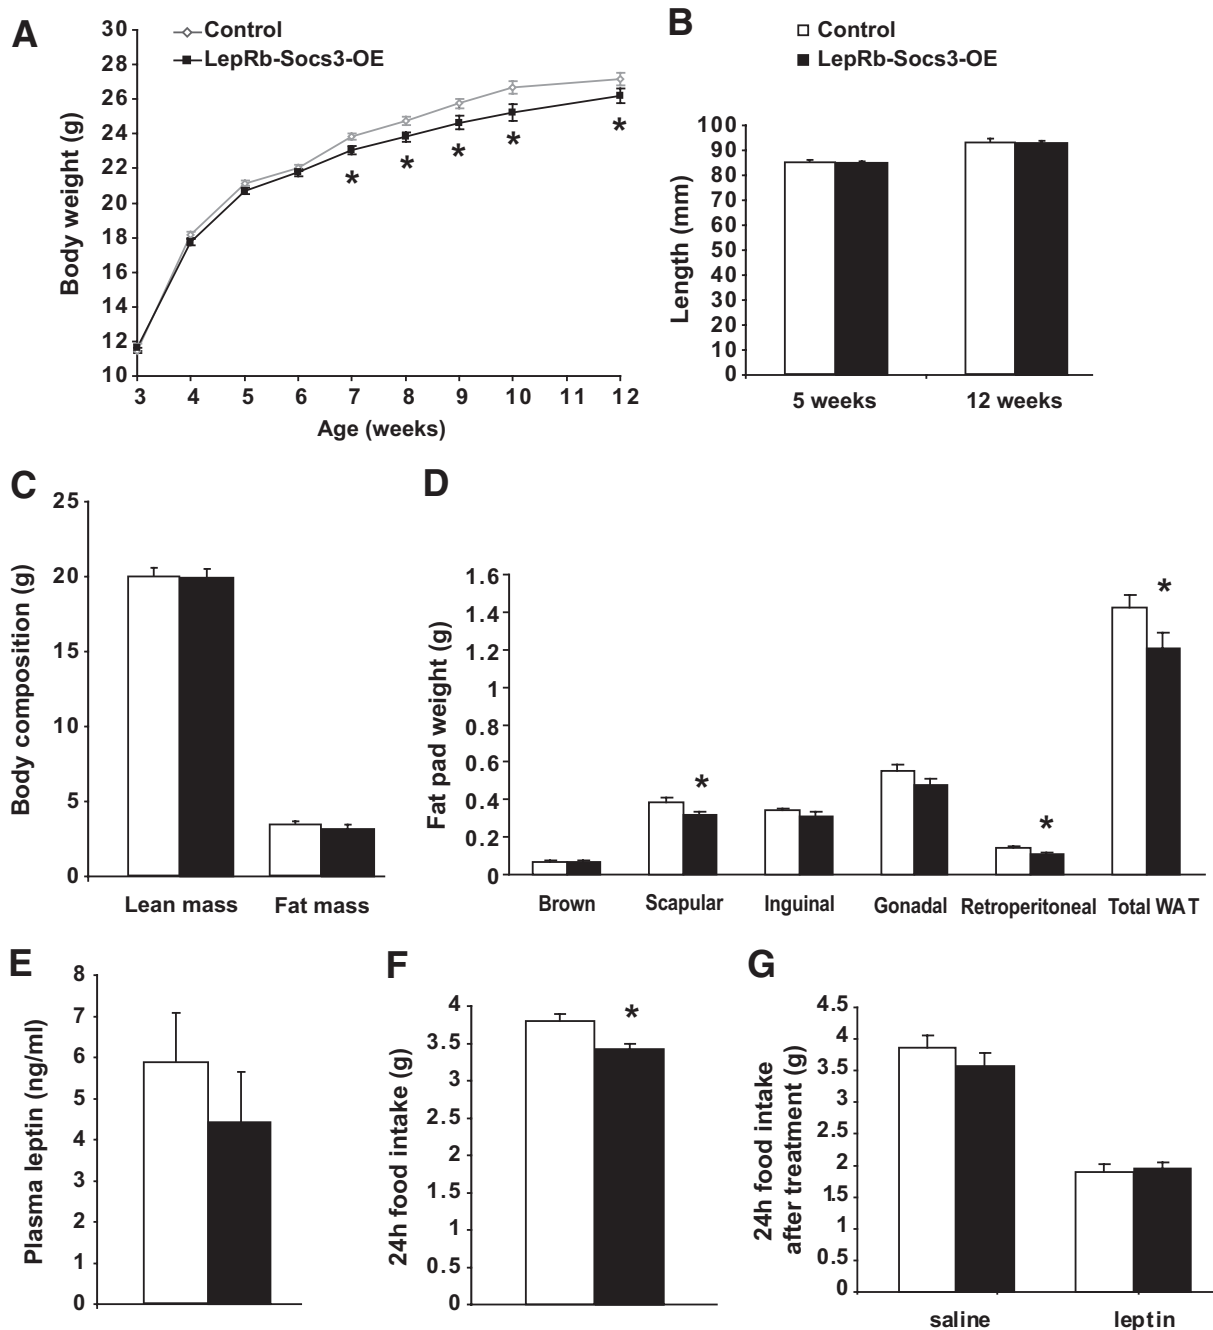 A
Control
LepRb-Socs3-OE
Body weight (g)
30
28
26
24
22
20
18
16
14
12
10
* * * * *
3 4 5 6 7 8 9 10 11 12
Age (weeks)
B
Control
LepRb-Socs3-OE
Length (mm)
100
90
80
70
60
50
40
30
20
10
0
5 weeks 12 weeks
C
Body composition (g)
25
20
15
10
5
0
Lean mass Fat mass
D
Fat pad weight (g)
1.6
1.4
1.2
1
0.8
0.6
0.4
0.2
0
* * *
Brown Scapular Inguinal Gonadal Retroperitoneal Total WAT
E
Plasma leptin (ng/ml)
8
7
6
5
4
3
2
1
0
F
24h food intake (g)
4
3.5
3
2.5
2
1.5
1
0.5
0
*
G
24h food intake
after treatment (g)
4.5
4
3.5
3
2.5
2
1.5
1
0.5
0
saline leptin